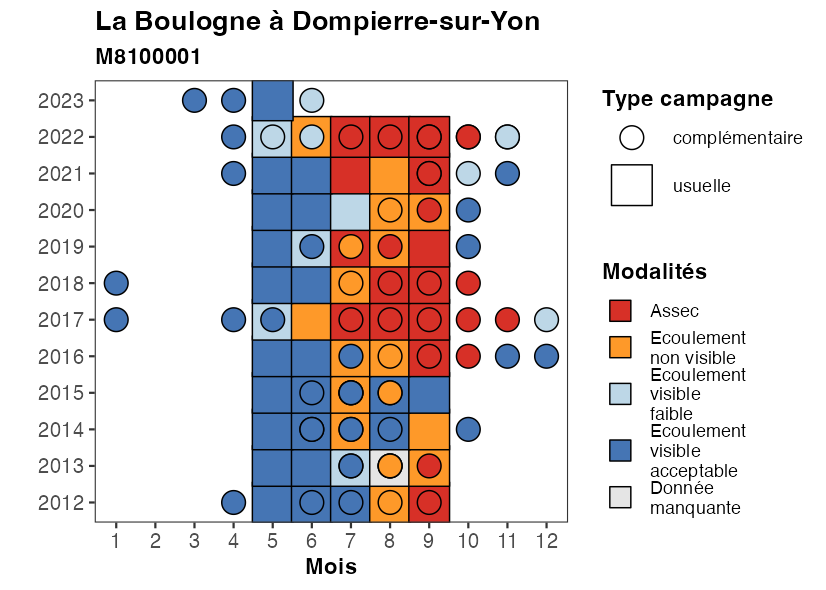 La Boulogne à Dompierre-sur-Yon
M8100001
2023
2022
2021
2020
2019
2018
2017
2016
2015
2014
2013
2012
1 2 3 4 5 6 7 8 9 10 11 12
Mois
Type campagne
complémentaire
usuelle
Modalités
Assec
Ecoulement
non visible
Ecoulement
visible
faible
Ecoulement
visible
acceptable
Donnée
manquante